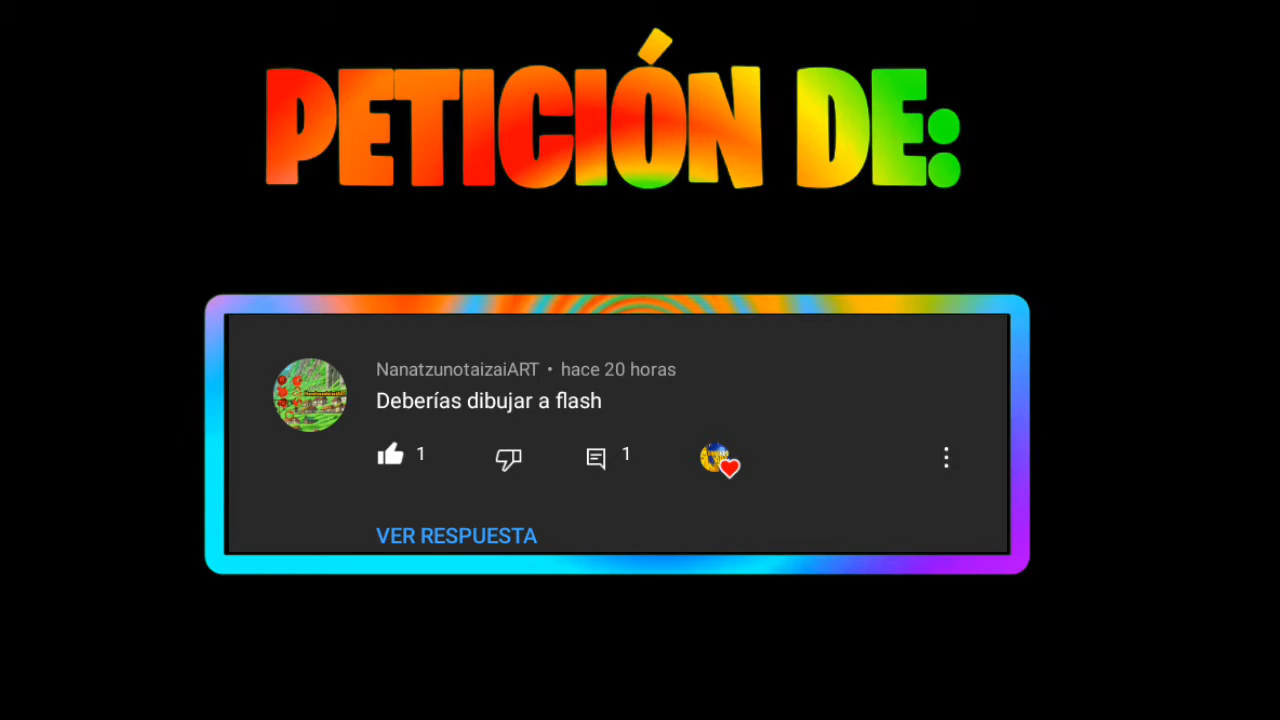 PETICIÓN DE:
NanatzunotaizaiART • hace 20 horas
Deberías dibujar a flash
1 1
VER RESPUESTA